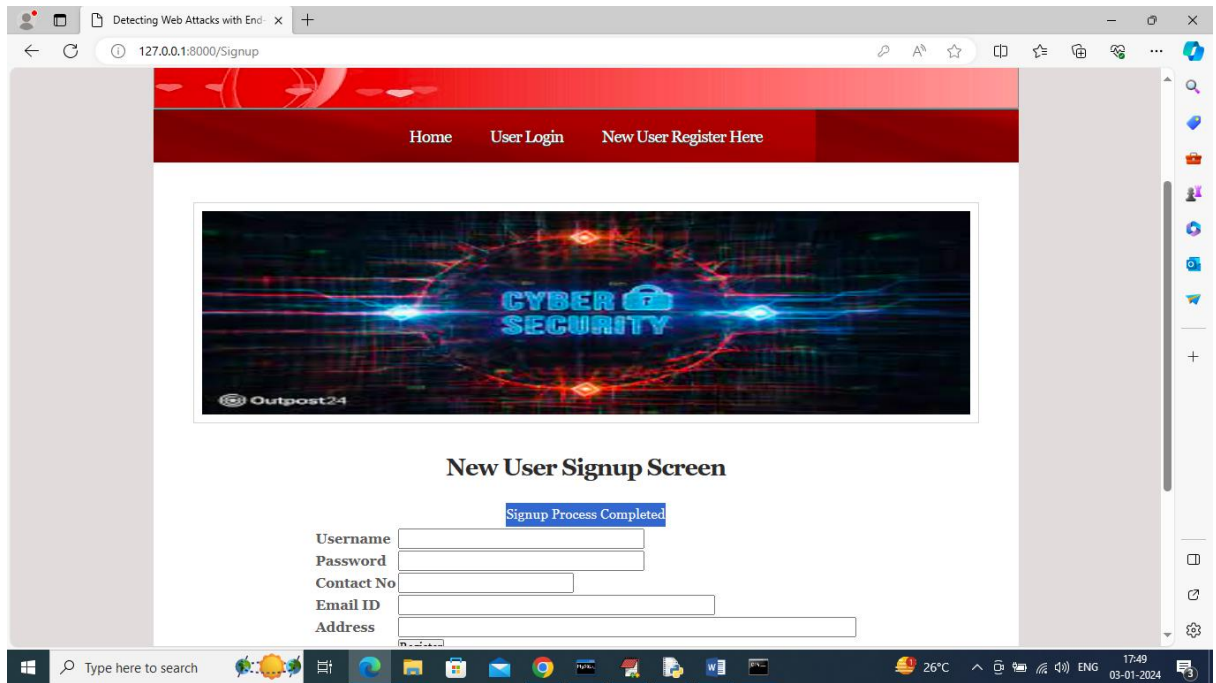 Detecting Web Attacks with End-
127.0.0.1:8000/Signup
Home User Login New User Register Here
CYBER
SECURITY
Outpost24
New User Signup Screen
Signup Process Completed
Username
Password
Contact No
Email ID
Address
Register
Type here to search
26°C
ENG
17:49
03-01-2024
3